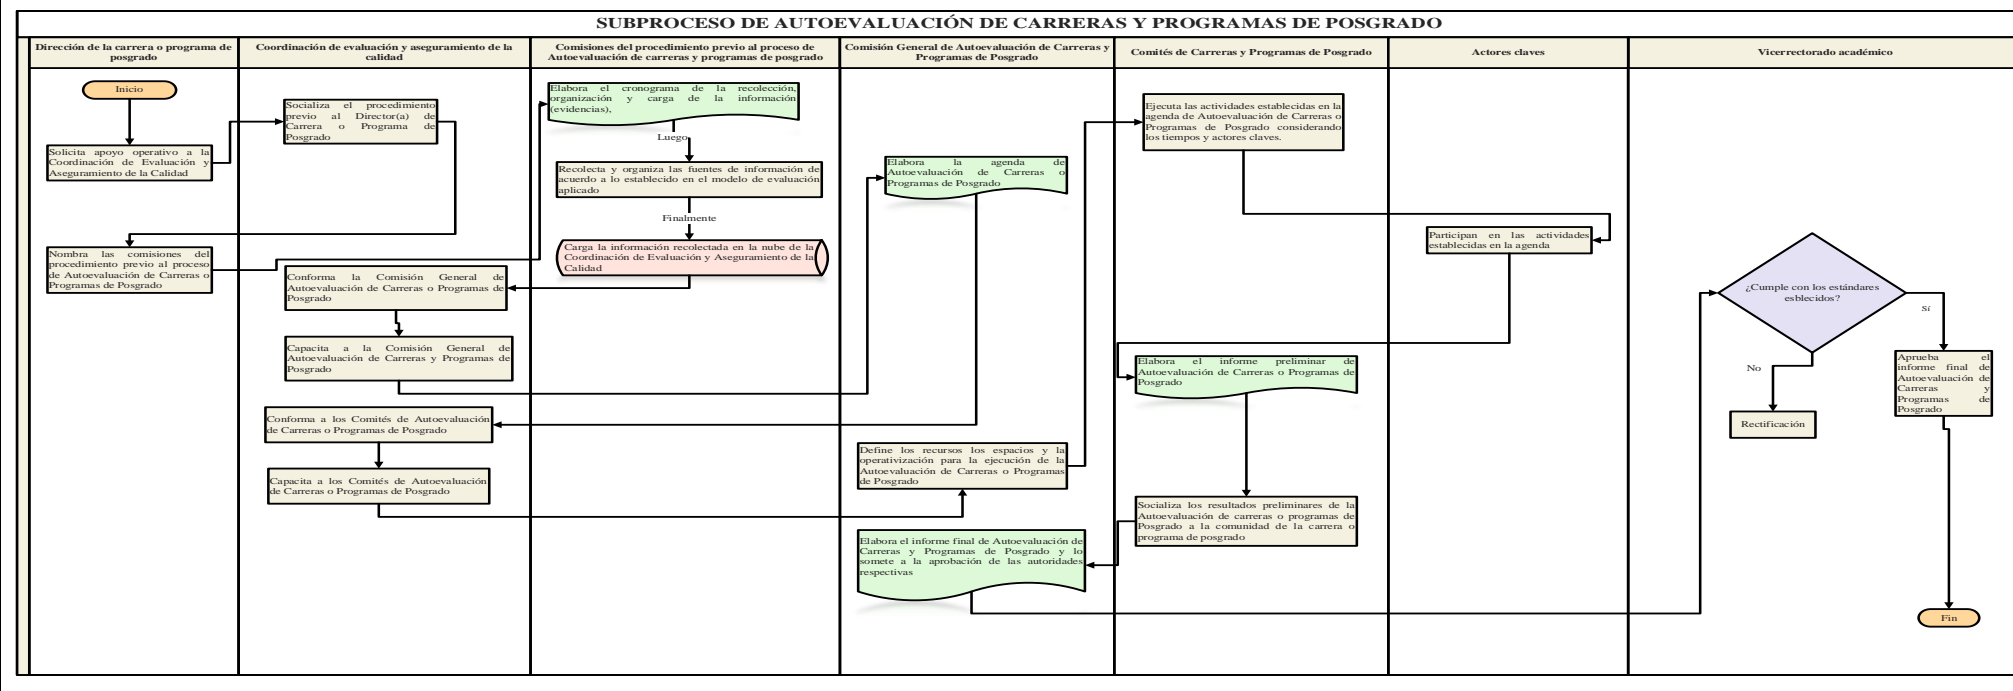 SUBPROCESO DE AUTOEVALUACIÓN DE CARRERAS Y PROGRAMAS DE POSGRADO
Dirección de la carrera o programa de
posgrado
Coordinación de evaluación y aseguramiento de la
calidad
Comisiones del procedimiento previo al proceso de
Autoevaluación de carreras y programas de posgrado
Comisión General de Autoevaluación de Carreras y
Programas de Posgrado
Comités de Carreras y Programas de Posgrado
Actores claves
Vicerrectorado académico
Inicio
Solicita apoyo operativo a la
Coordinación de Evaluación y
Aseguramiento de la Calidad
Nombra las comisiones del
procedimiento previo al proceso
de Autoevaluación de Carreras o
Programas de Posgrado
Socializa el procedimiento
previo al Director(a) de
Carrera o Programa de
Posgrado
Conforma la Comisión General de
Autoevaluación de Carreras o Programas de
Posgrado
Capacita a la Comisión General de
Autoevaluación de Carreras y Programas de
Posgrado
Conforma a los Comités de Autoevaluación
de Carreras o Programas de Posgrado
Capacita a los Comités de Autoevaluación
de Carreras o Programas de Posgrado
Elabora el cronograma de la recolección,
organización y carga de la información
(evidencias),
Luego
Recolecta y organiza las fuentes de información de
acuerdo a lo establecido en el modelo de evaluación
aplicado
Finalmente
Carga la información recolectada en la nube de la
Coordinación de Evaluación y Aseguramiento de la
Calidad
Elabora la agenda de
Autoevaluación de Carreras o
Programas de Posgrado
Define los recursos los espacios y la
operativización para la ejecución de la
Autoevaluación de Carreras o Programas
de Posgrado
Elabora el informe final de Autoevaluación de
Carreras y Programas de Posgrado y lo
somete a la aprobación de las autoridades
respectivas
Ejecuta las actividades establecidas en la
agenda de Autoevaluación de Carreras o
Programas de Posgrado considerando
los tiempos y actores claves.
Elabora el informe preliminar de
Autoevaluación de Carreras o Programas de
Posgrado
Socializa los resultados preliminares de la
Autoevaluación de carreras o programas de
Posgrado a la comunidad de la carrera o
programa de posgrado
Participan en las actividades
establecidas en la agenda
¿Cumple con los estándares
esblecidos?
Sí
No
Rectificación
Aprueba el
informe final de
Autoevaluación de
Carreras y
Programas de
Posgrado
Fin